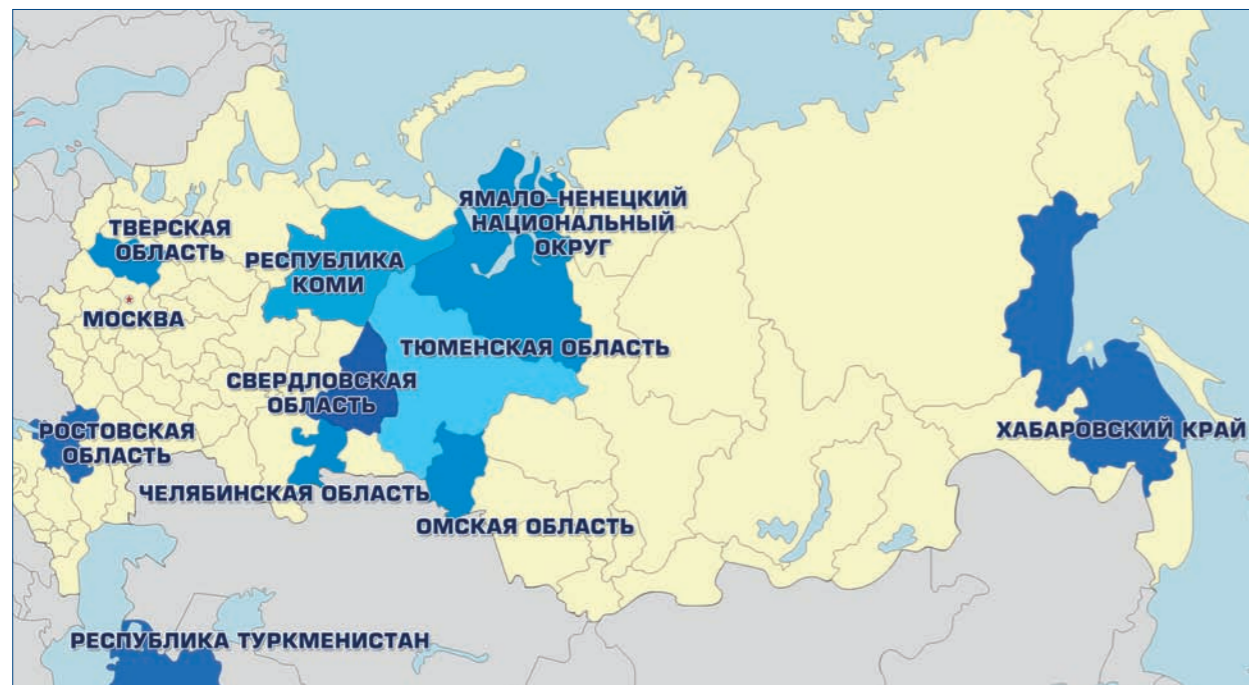 ЯМАЛО-НЕНЕЦКИЙ
НАЦИОНАЛЬНЫЙ
ОКРУГ
ТВЕРСКАЯ
ОБЛАСТЬ
РЕСПУБЛИКА
КОМИ
МОСКВА
ТЮМЕНСКАЯ ОБЛАСТЬ
СВЕРДЛОВСКАЯ
ОБЛАСТЬ
РОСТОВСКАЯ
ОБЛАСТЬ
ХАБАРОВСКИЙ КРАЙ
ЧЕЛЯБИНСКАЯ ОБЛАСТЬ
ОМСКАЯ ОБЛАСТЬ
РЕСПУБЛИКА ТУРКМЕНИСТАН